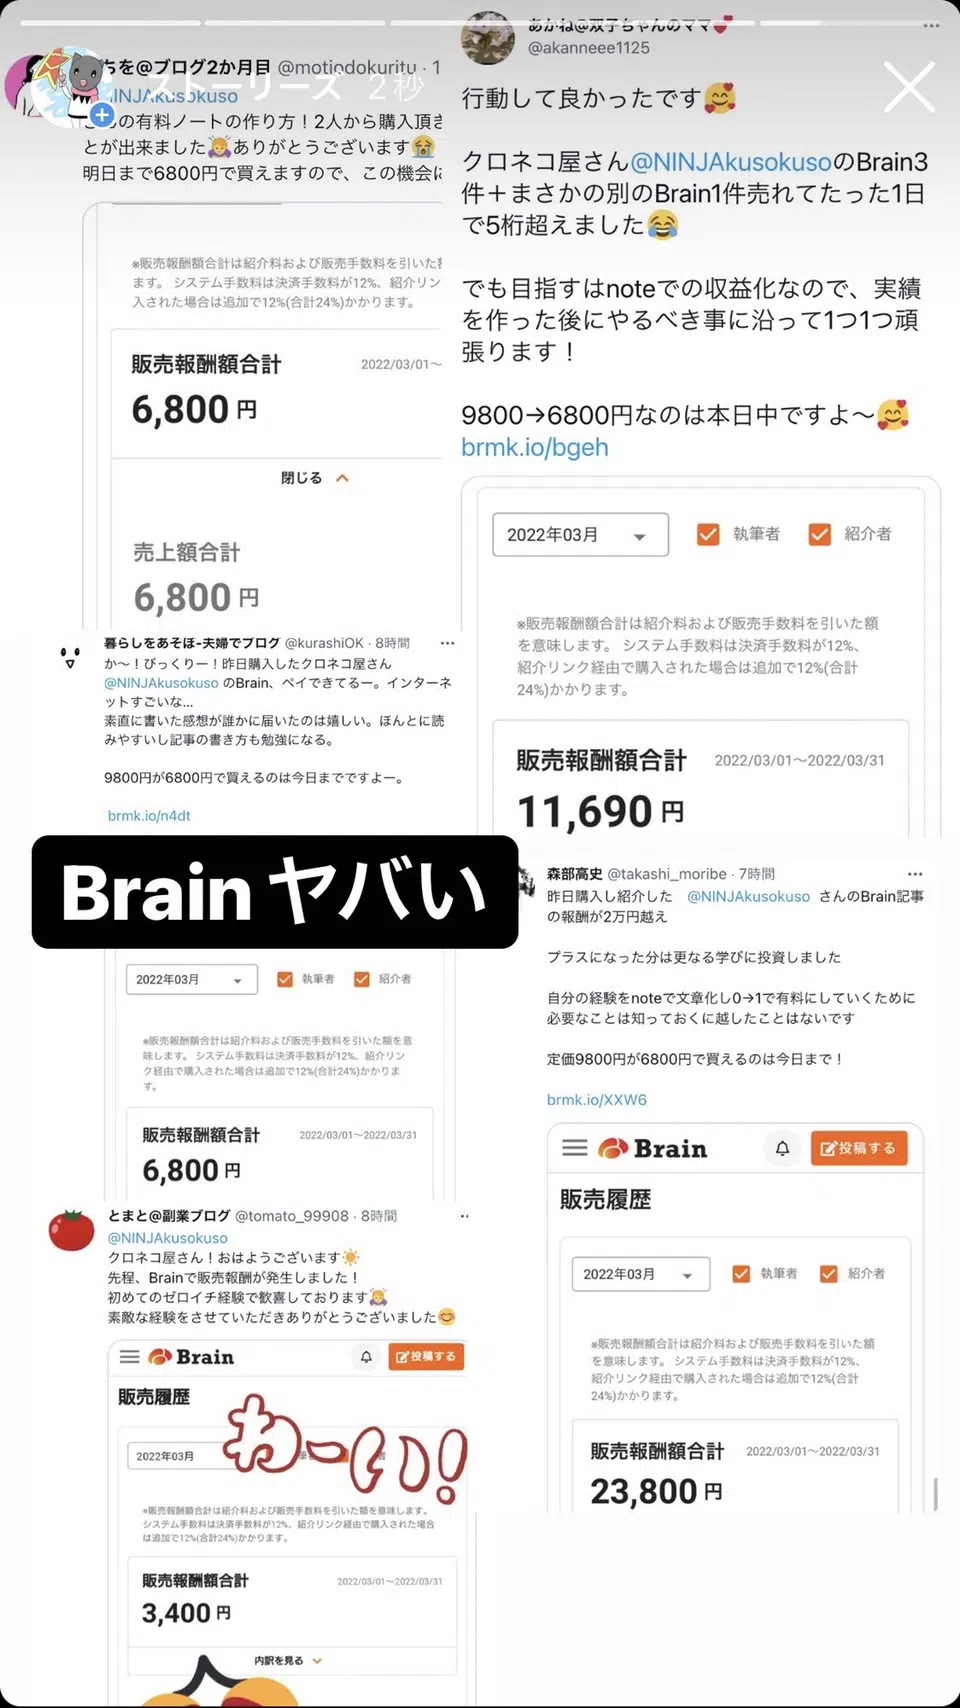 ちを@ブログ2か月目 @motiodokuritu · 1
ストーリーズ 2秒
NINJAkusokuso
の有料ノートの作り方！2人から購入頂き
とが出来ました🙇ありがとうございます😭
明日まで6800円で買えますので、この機会に
※販売報酬額合計は紹介料および販売手数料を引いた
ます。 システム手数料は決済手数料が12%、紹介リン
入された場合は追加で12%(合計24%)かかります。
販売報酬額合計 2022/03/01〜
6,800 円
閉じる
売上額合計
6,800 円
あかね@双子ちゃんのママ💕
@akanneee1125
行動して良かったです🥰
クロネコ屋さん@NINJAkusokusoのBrain3
件＋まさかの別のBrain1件売れてたった1日
で5桁超えました😂
でも目指すはnoteでの収益化なので、実績
を作った後にやるべき事に沿って1つ1つ頑
張ります！
9800→6800円なのは本日中ですよ〜🥰
brmk.io/bgeh
2022年03月 執筆者 紹介者
※販売報酬額合計は紹介料および販売手数料を引いた額
を意味します。 システム手数料は決済手数料が12%、
紹介リンク経由で購入された場合は追加で12%(合計
24%)かかります。
販売報酬額合計 2022/03/01〜2022/03/31
11,690 円
暮らしをあそぼ-夫婦でブログ @kurashiOK · 8時間
か〜！びっくりー！昨日購入したクロネコ屋さん
@NINJAkusokuso のBrain、ペイできてるー。インターネ
ットすごいな...
素直に書いた感想が誰かに届いたのは嬉しい。ほんとに読
みやすいし記事の書き方も勉強になる。
9800円が6800円で買えるのは今日までですよー。
brmk.io/n4dt
Brain ヤバい
2022年03月 執筆者 紹介者
※販売報酬額合計は紹介料および販売手数料を引いた額を意
味します。 システム手数料は決済手数料が12%、紹介リン
ク経由で購入された場合は追加で12%(合計24%)かかりま
す。
販売報酬額合計 2022/03/01〜2022/03/31
6,800 円
森部高史 @takashi_moribe · 7時間
昨日購入し紹介した @NINJAkusokuso さんのBrain記事
の報酬が2万円越え
プラスになった分は更なる学びに投資しました
自分の経験をnoteで文章化し0→1で有料にしていくために
必要なことは知っておくに越したことはないです
定価9800円が6800円で買えるのは今日まで！
brmk.io/XXW6
Brain 投稿する
販売履歴
2022年03月 執筆者 紹介者
※販売報酬額合計は紹介料および販売手数料を引いた額
を意味します。 システム手数料は決済手数料が12%、
紹介リンク経由で購入された場合は追加で12%(合計
24%)かかります。
販売報酬額合計 2022/03/01〜2022/03/31
23,800 円
とまと@副業ブログ @tomato_99908 · 8時間
@NINJAkusokuso
クロネコ屋さん！おはようございます☀️
先程、Brainで販売報酬が発生しました！
初めてのゼロイチ経験で歓喜しております🙇
素敵な経験をさせていただきありがとうございました😊
Brain 投稿する
販売履歴
わーい!
2022年03月
※販売報酬額合計は紹介料および販売手数料を引いた額を意味します。
システム手数料は決済手数料が12%、紹介リンク経由で購入された場合
は追加で12%(合計24%)かかります。
販売報酬額合計 2022/03/01〜2022/03/31
3,400 円
内訳を見る